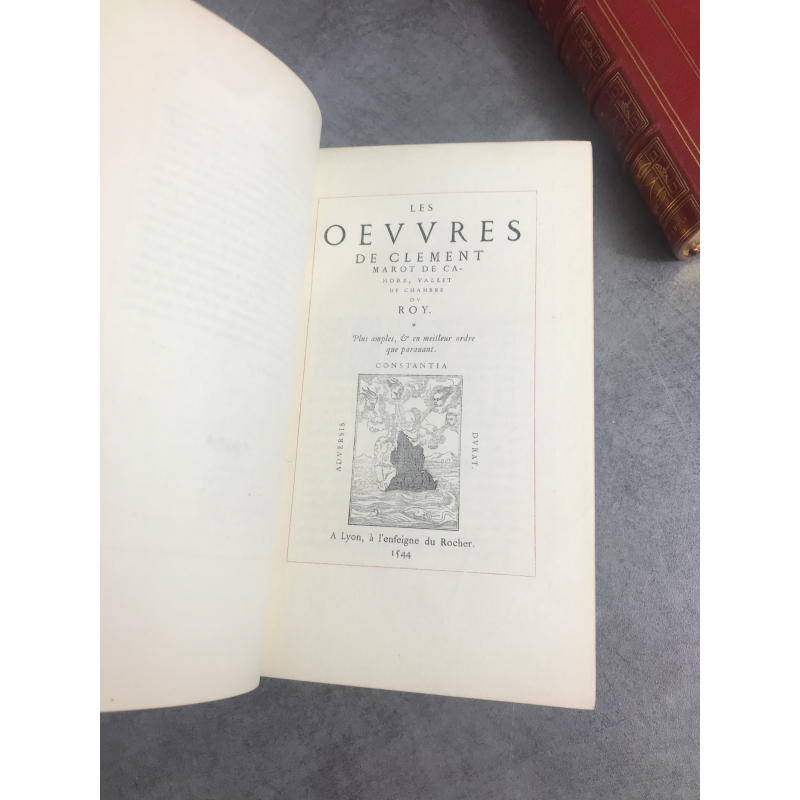 LES
OEVVRES
DE CLEMENT
MAROT DE CA-
HORS, VALLET
DE CHAMBRE
DV
ROY.
*
Plus amples, & en meilleur ordre
que parauant.
CONSTANTIA
ADVERSIS
DVRAT.
A Lyon, à l'enſeigne du Rocher.
1544